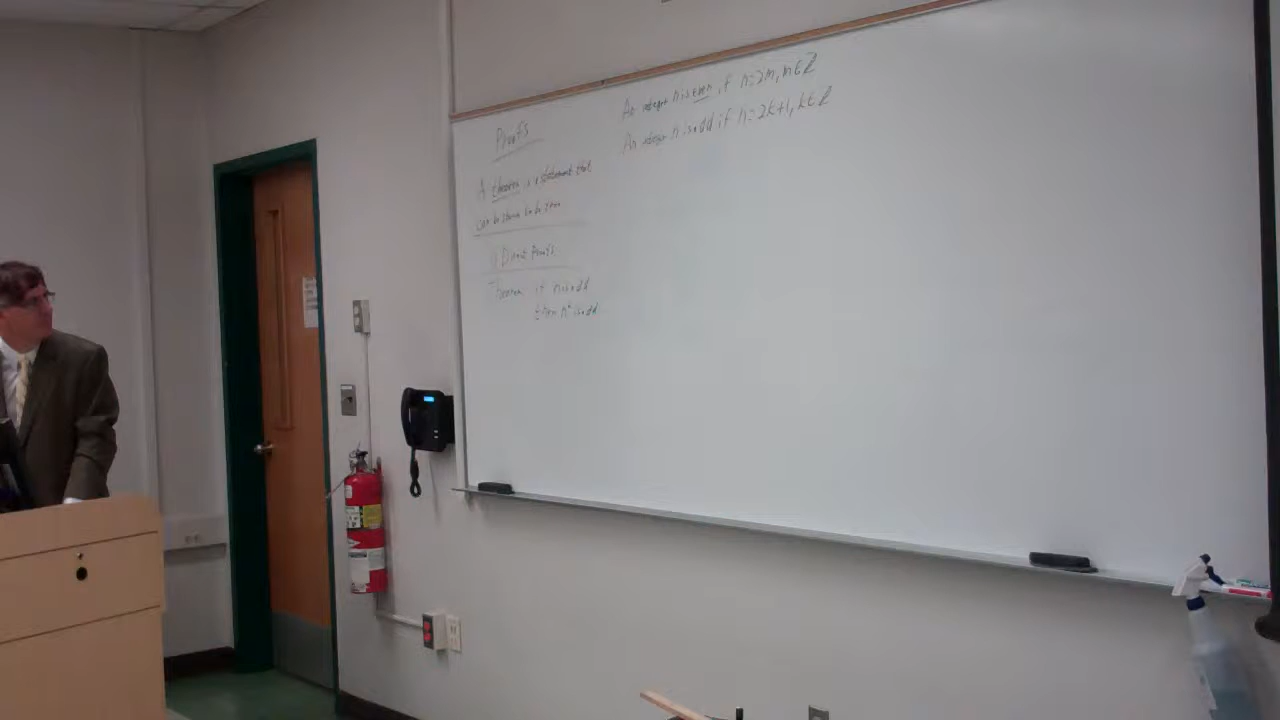 Proofs
A theorem is a statement that
can be shown to be true
Direct Proofs
Theorem if n is odd
then n² is odd
An integer n is even if n=2m, m∈ℤ
An integer n is odd if n=2k+1, k∈ℤ